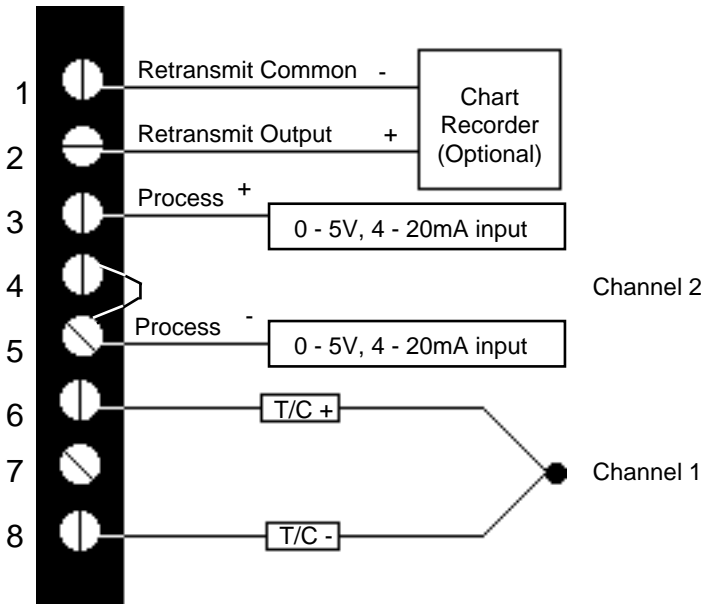 1
Retransmit Common -
Chart
Recorder
(Optional)
2
Retransmit Output +
3
Process +
0 - 5V, 4 - 20mA input
4
Channel 2
5
Process -
0 - 5V, 4 - 20mA input
6
T/C +
7
Channel 1
8
T/C -